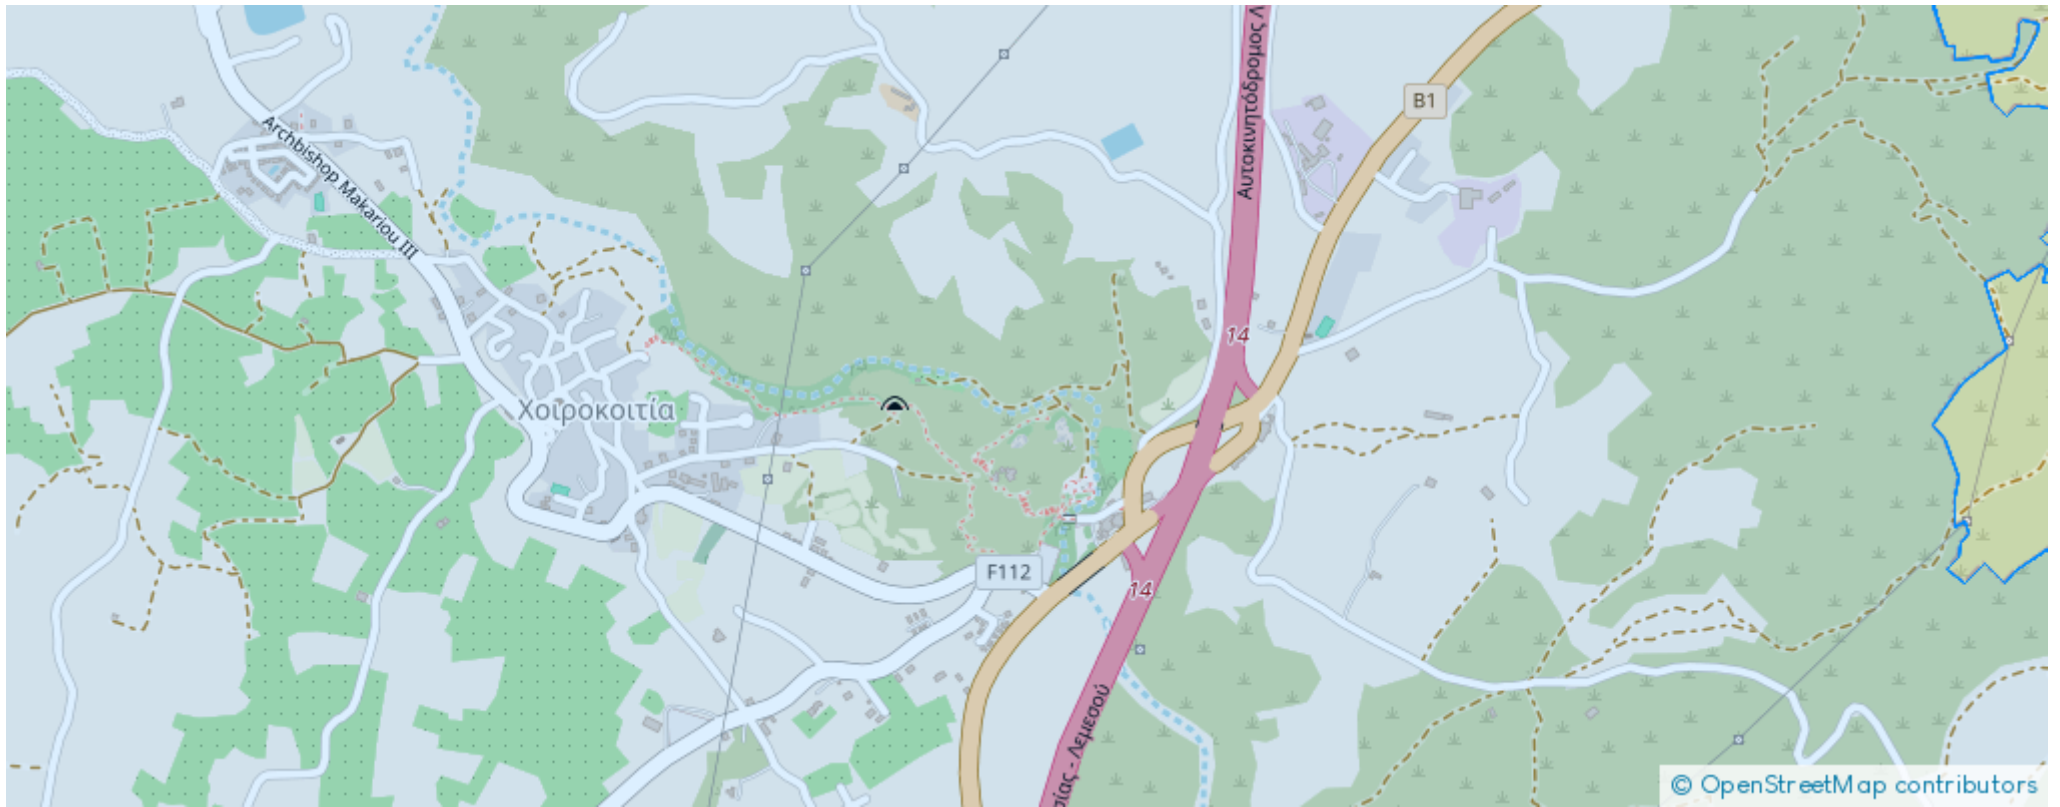 Αυτοκινητόδρομος
B1
Archbishop Makariou III
14
Χοιροκοιτία
F112
14
- Λεμεσού
© OpenStreetMap contributors